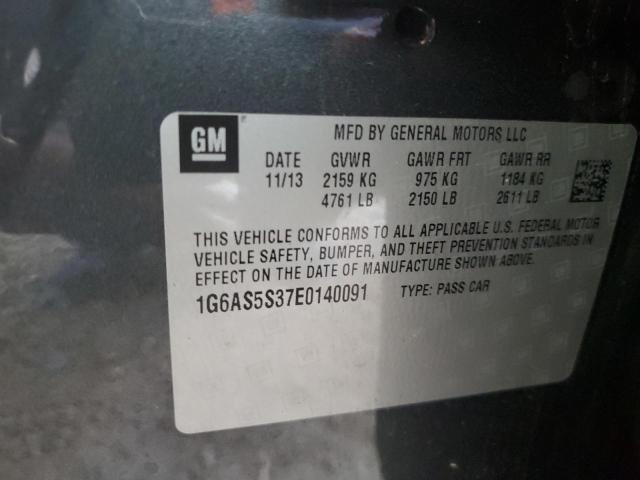 GM
MFD BY GENERAL MOTORS LLC
DATE GVWR GAWR FRT GAWR RR
11/13 2159 KG 975 KG 1184 KG
4761 LB 2150 LB 2611 LB
THIS VEHICLE CONFORMS TO ALL APPLICABLE U.S. FEDERAL MOTOR
VEHICLE SAFETY, BUMPER, AND THEFT PREVENTION STANDARDS IN
EFFECT ON THE DATE OF MANUFACTURE SHOWN ABOVE.
1G6AS5S37E0140091 TYPE: PASS CAR